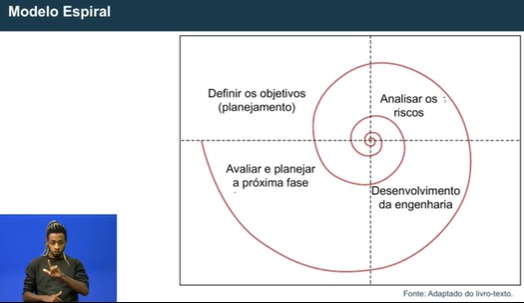 Modelo Espiral
Definir os objetivos
(planejamento)
Analisar os
riscos
Avaliar e planejar
a próxima fase
Desenvolvimento
da engenharia
Fonte: Adaptado do livro-texto.